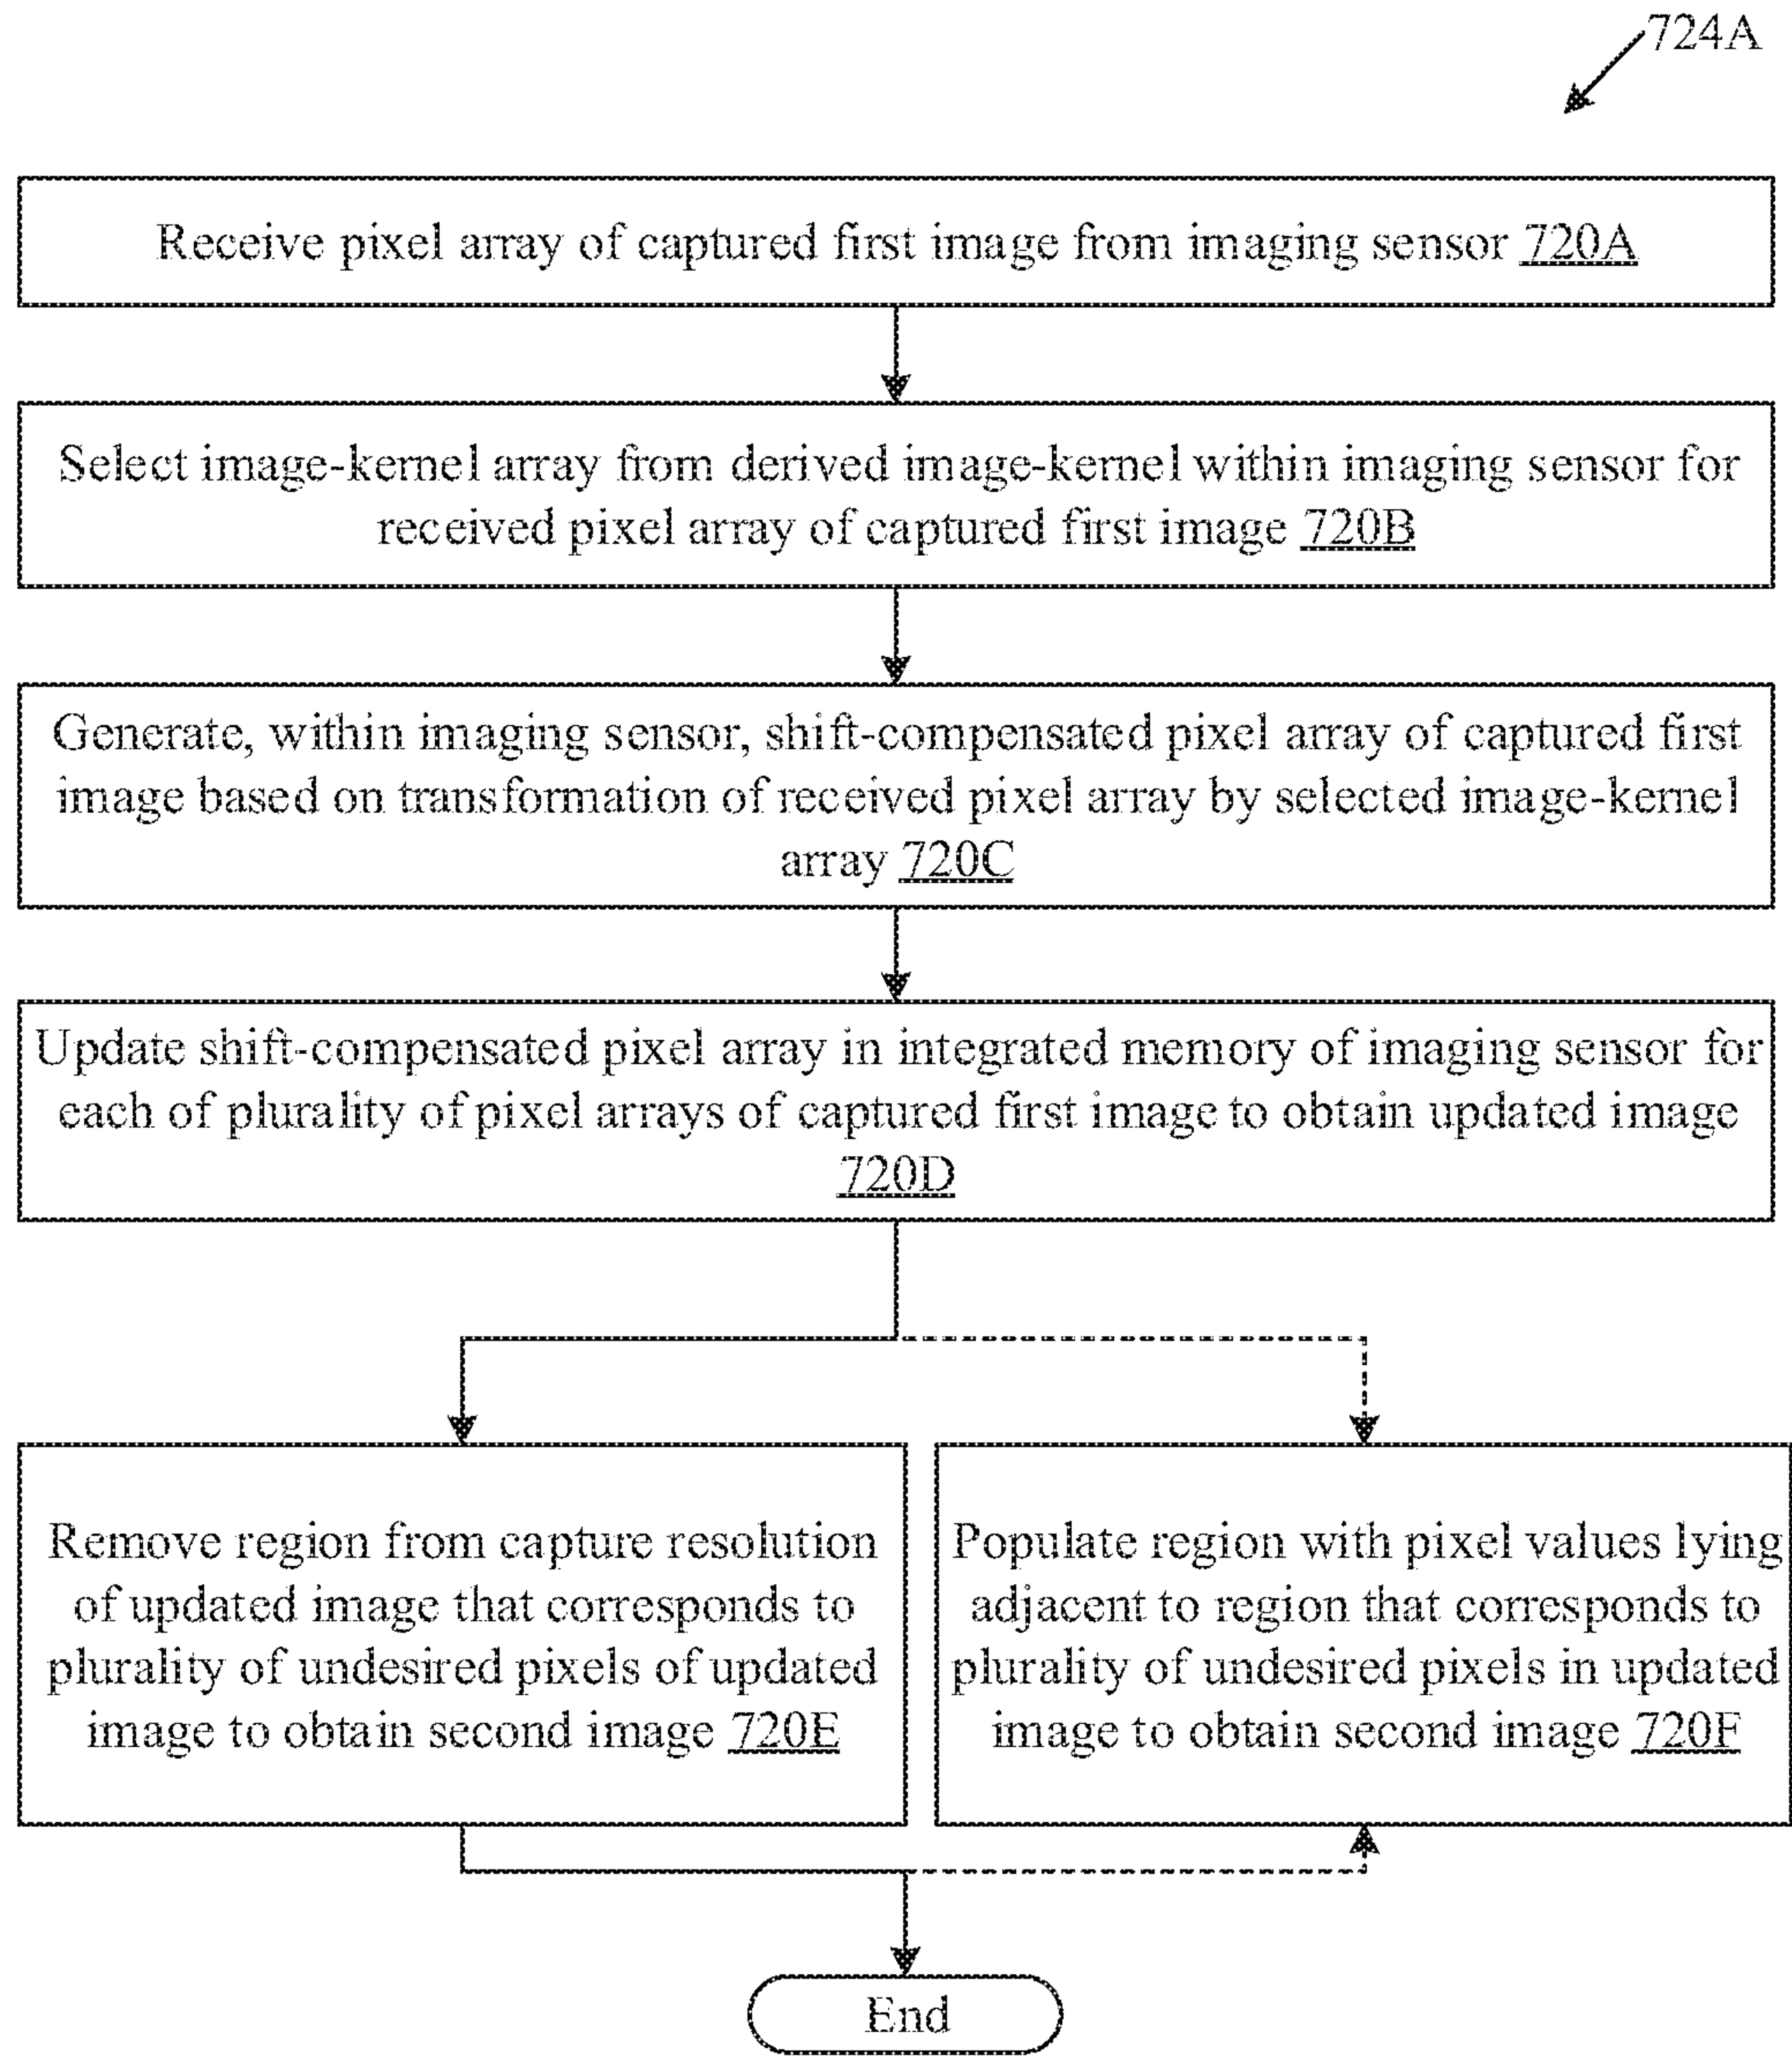 724A
Receive pixel array of captured first image from imaging sensor 720A
Select image-kernel array from derived image-kernel within imaging sensor for
received pixel array of captured first image 720B
Generate, within imaging sensor, shift-compensated pixel array of captured first
image based on transformation of received pixel array by selected image-kernel
array 720C
Update shift-compensated pixel array in integrated memory of imaging sensor for
each of plurality of pixel arrays of captured first image to obtain updated image
720D
Remove region from capture resolution
of updated image that corresponds to
plurality of undesired pixels of updated
image to obtain second image 720E
Populate region with pixel values lying
adjacent to region that corresponds to
plurality of undesired pixels in updated
image to obtain second image 720F
End